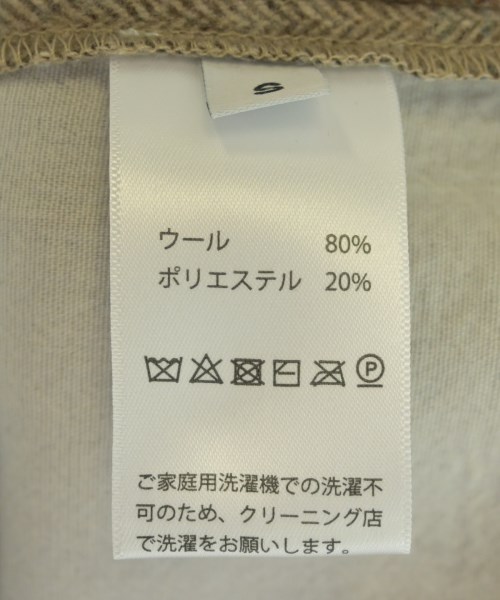 S
ウール 80%
ポリエステル 20%
P
ご家庭用洗濯機での洗濯不
可のため、クリーニング店
で洗濯をお願いします。